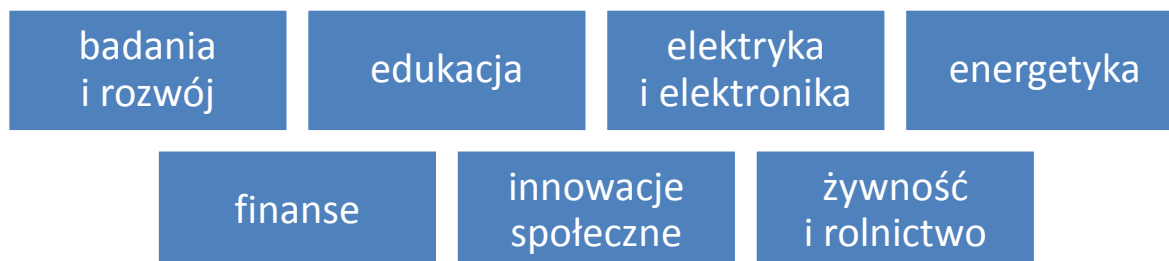 badania
i rozwój
edukacja
elektryka
i elektronika
energetyka
finanse
innowacje
społeczne
żywność
i rolnictwo